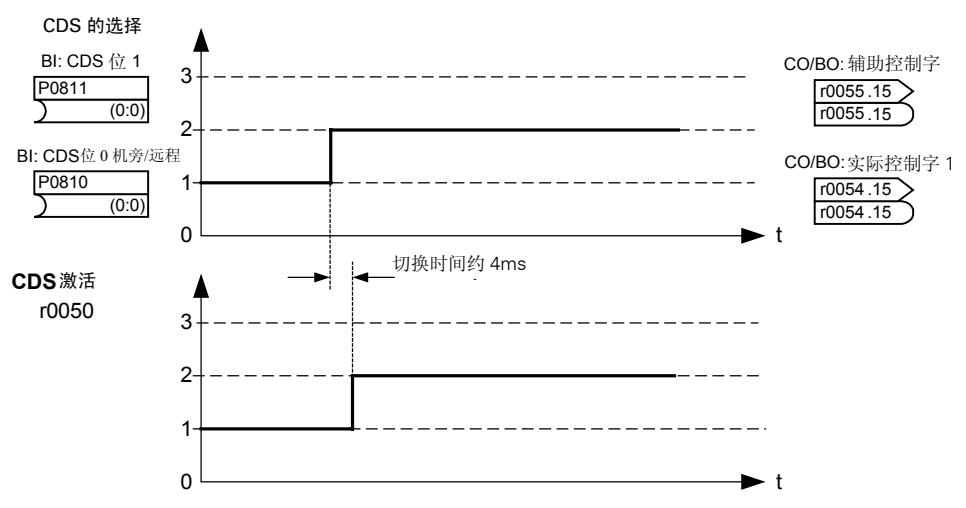 CDS 的选择
BI: CDS 位 1
P0811
(0:0)
BI: CDS位 0 机旁/远程
P0810
(0:0)
3
2
1
0
t
CO/BO: 辅助控制字
r0055 .15
r0055 .15
CO/BO: 实际控制字 1
r0054 .15
r0054 .15
切换时间约 4ms
CDS 激活
r0050
3
2
1
0
t